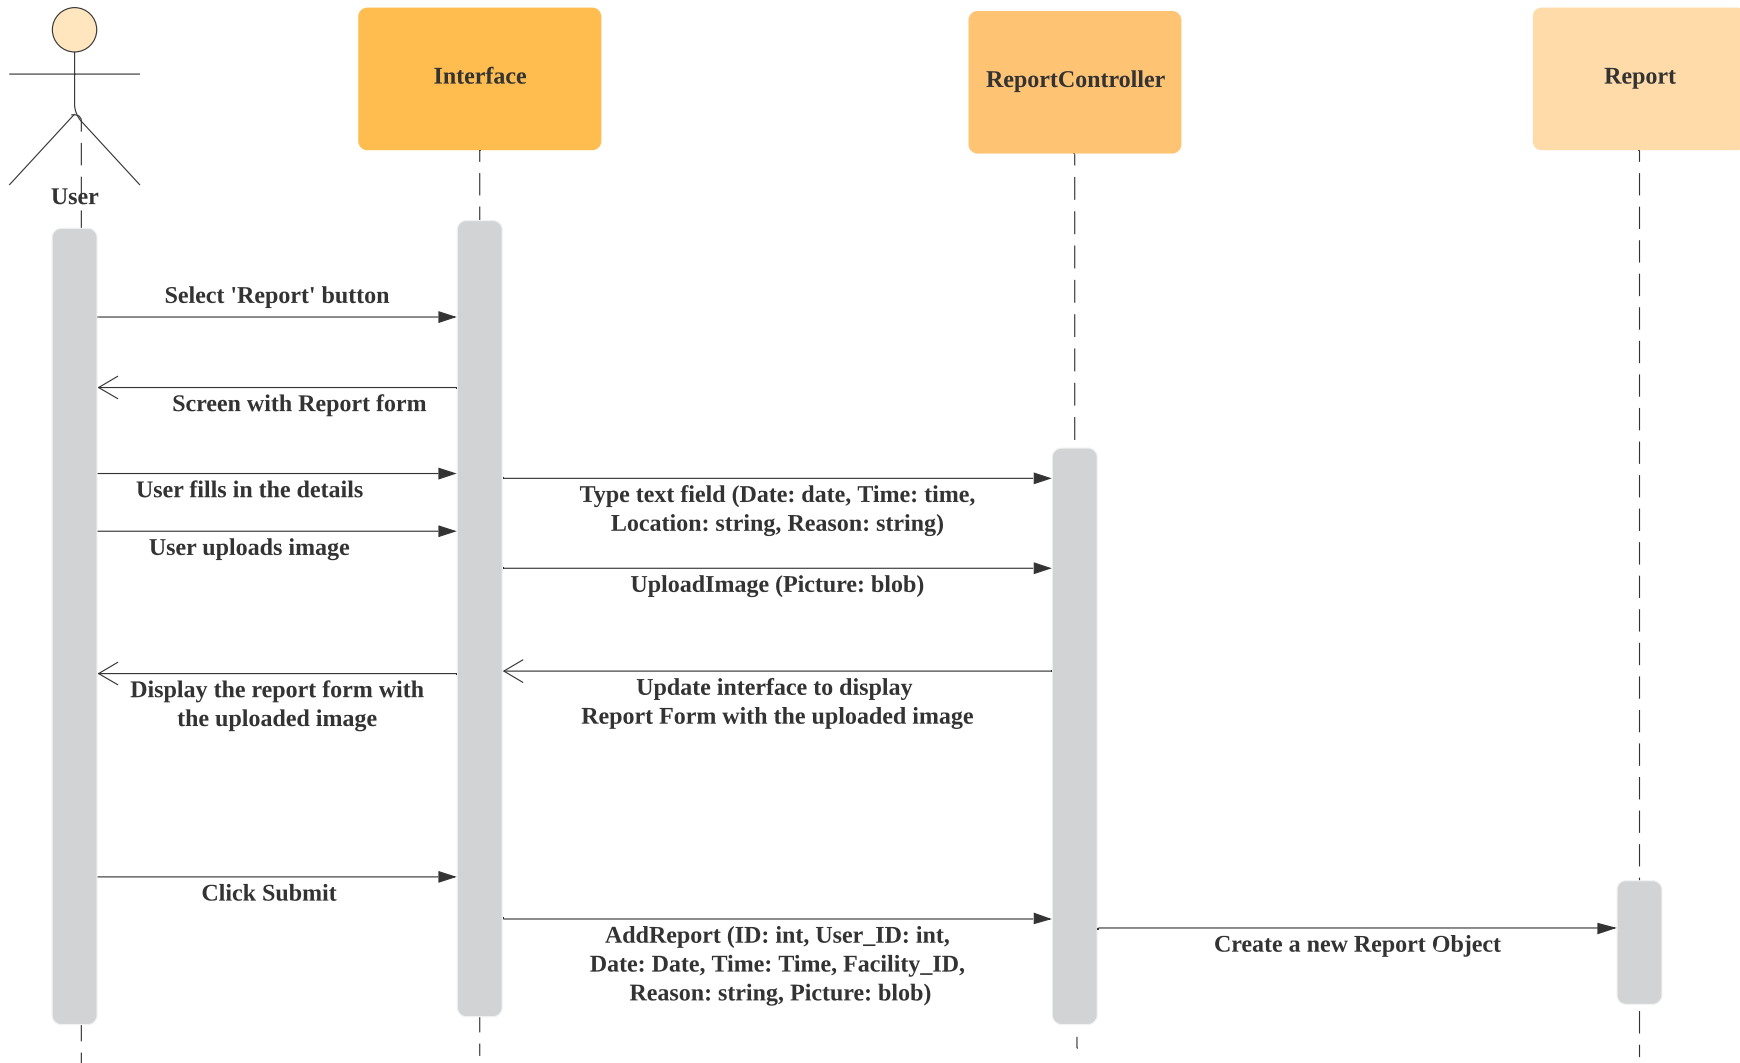 Interface
ReportController
Report
User
Select 'Report' button
Screen with Report form
User fills in the details
Type text field (Date: date, Time: time,
Location: string, Reason: string)
User uploads image
UploadImage (Picture: blob)
Display the report form with
the uploaded image
Update interface to display
Report Form with the uploaded image
Click Submit
AddReport (ID: int, User_ID: int,
Date: Date, Time: Time, Facility_ID,
Reason: string, Picture: blob)
Create a new Report Object